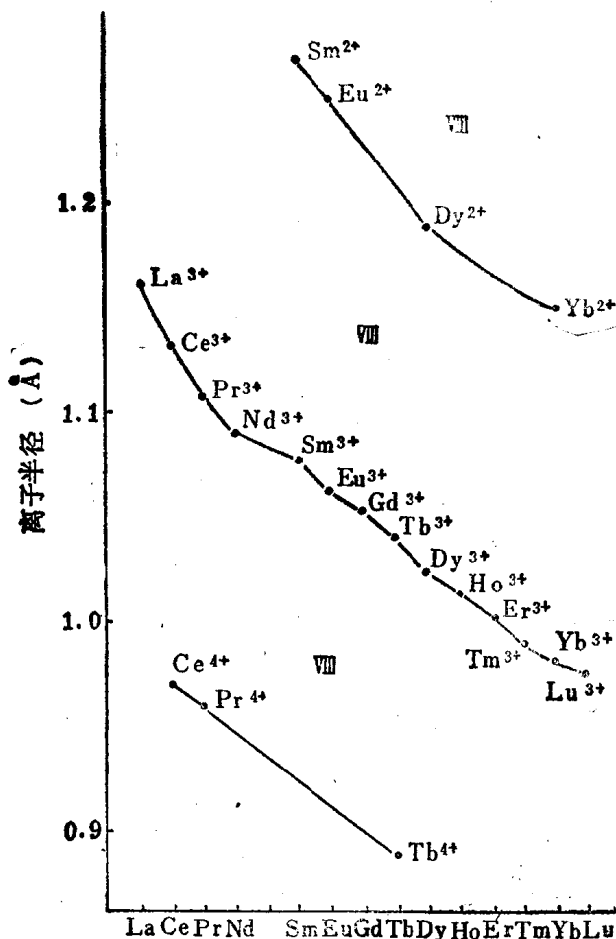 Sm²⁺
Eu²⁺
Ⅷ
1.2
Dy²⁺
La³⁺
Yb²⁺
Ce³⁺
Ⅷ
Pr³⁺
离子半径 (Å)
1.1
Nd³⁺
Sm³⁺
Eu³⁺
Gd³⁺
Tb³⁺
Dy³⁺
Ho³⁺
1.0
Er³⁺
Ce⁴⁺
Ⅷ
Tm³⁺
Yb³⁺
Pr⁴⁺
Lu³⁺
0.9
Tb⁴⁺
La Ce Pr Nd Sm Eu Gd Tb Dy Ho Er Tm Yb Lu